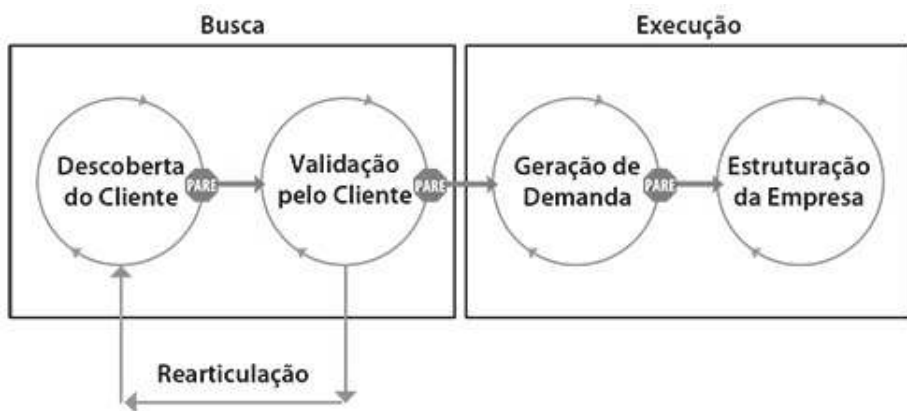 Busca
Execução
Descoberta
do Cliente
PARE
Validação
pelo Cliente
PARE
Geração de
Demanda
PARE
Estruturação
da Empresa
Rearticulação